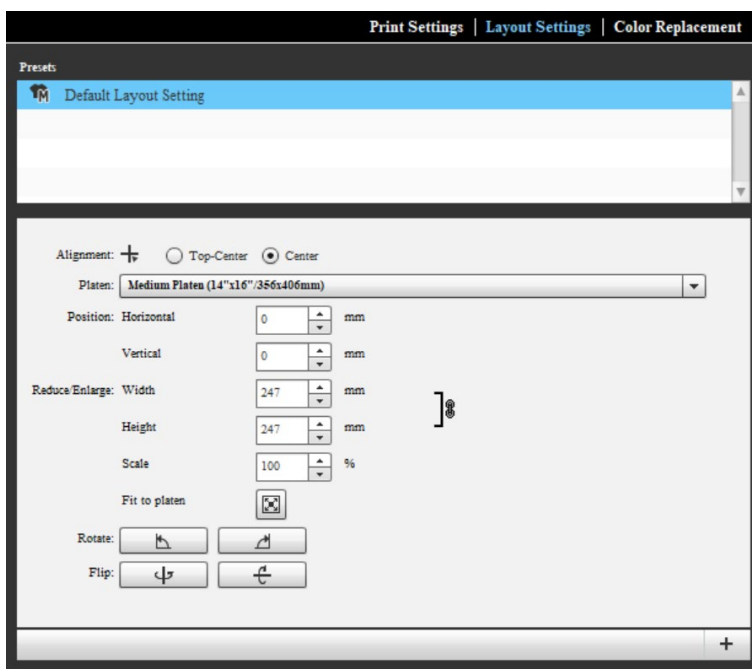 Print Settings | Layout Settings | Color Replacement
Presets
M Default Layout Setting
Alignment: Top-Center Center
Platen: Medium Platen (14"x16"/356x406mm)
Position: Horizontal 0 mm
Vertical 0 mm
Reduce/Enlarge: Width 247 mm
Height 247 mm
Scale 100 %
Fit to platen
Rotate:
Flip: